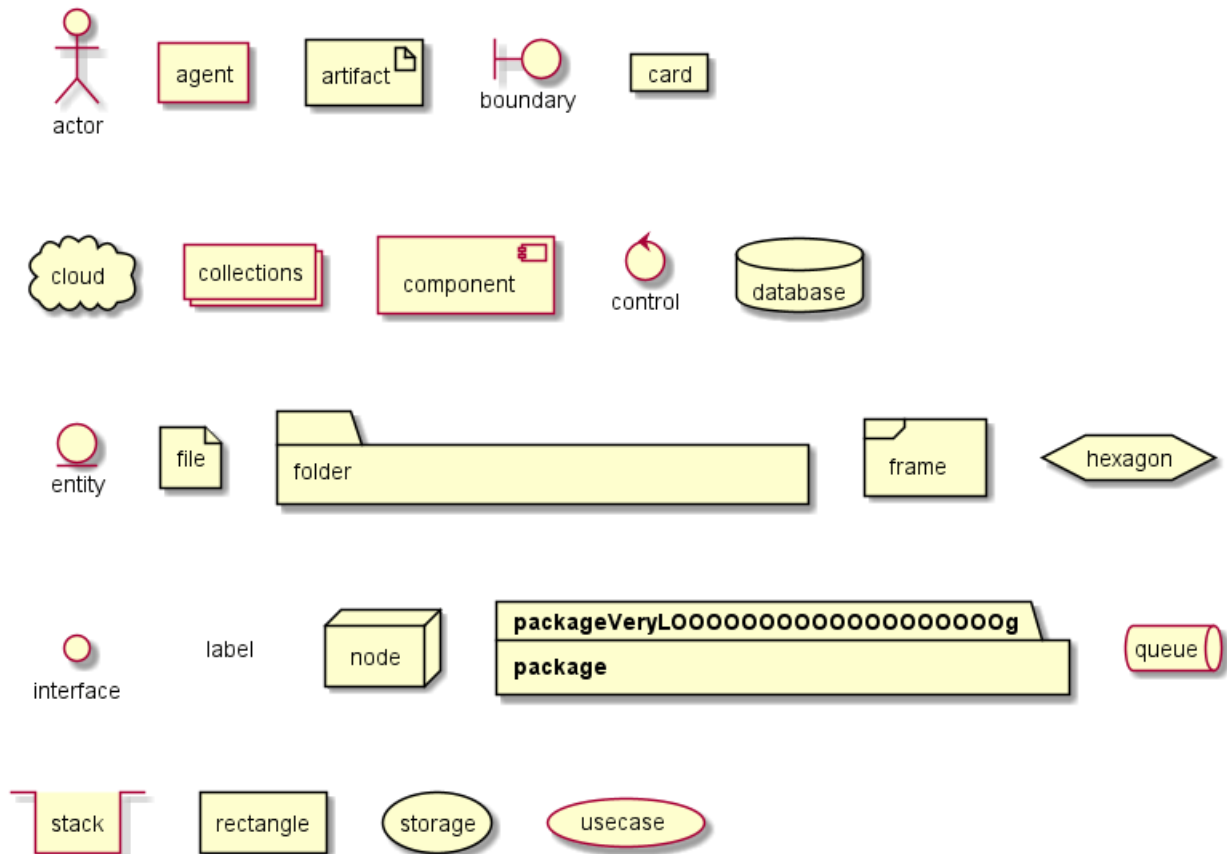 actor
agent
artifact
boundary
card
cloud
collections
component
control
database
entity
file
folder
frame
hexagon
interface
label
node
packageVeryLOOOOOOOOOOOOOOOOOOOg
package
queue
stack
rectangle
storage
usecase